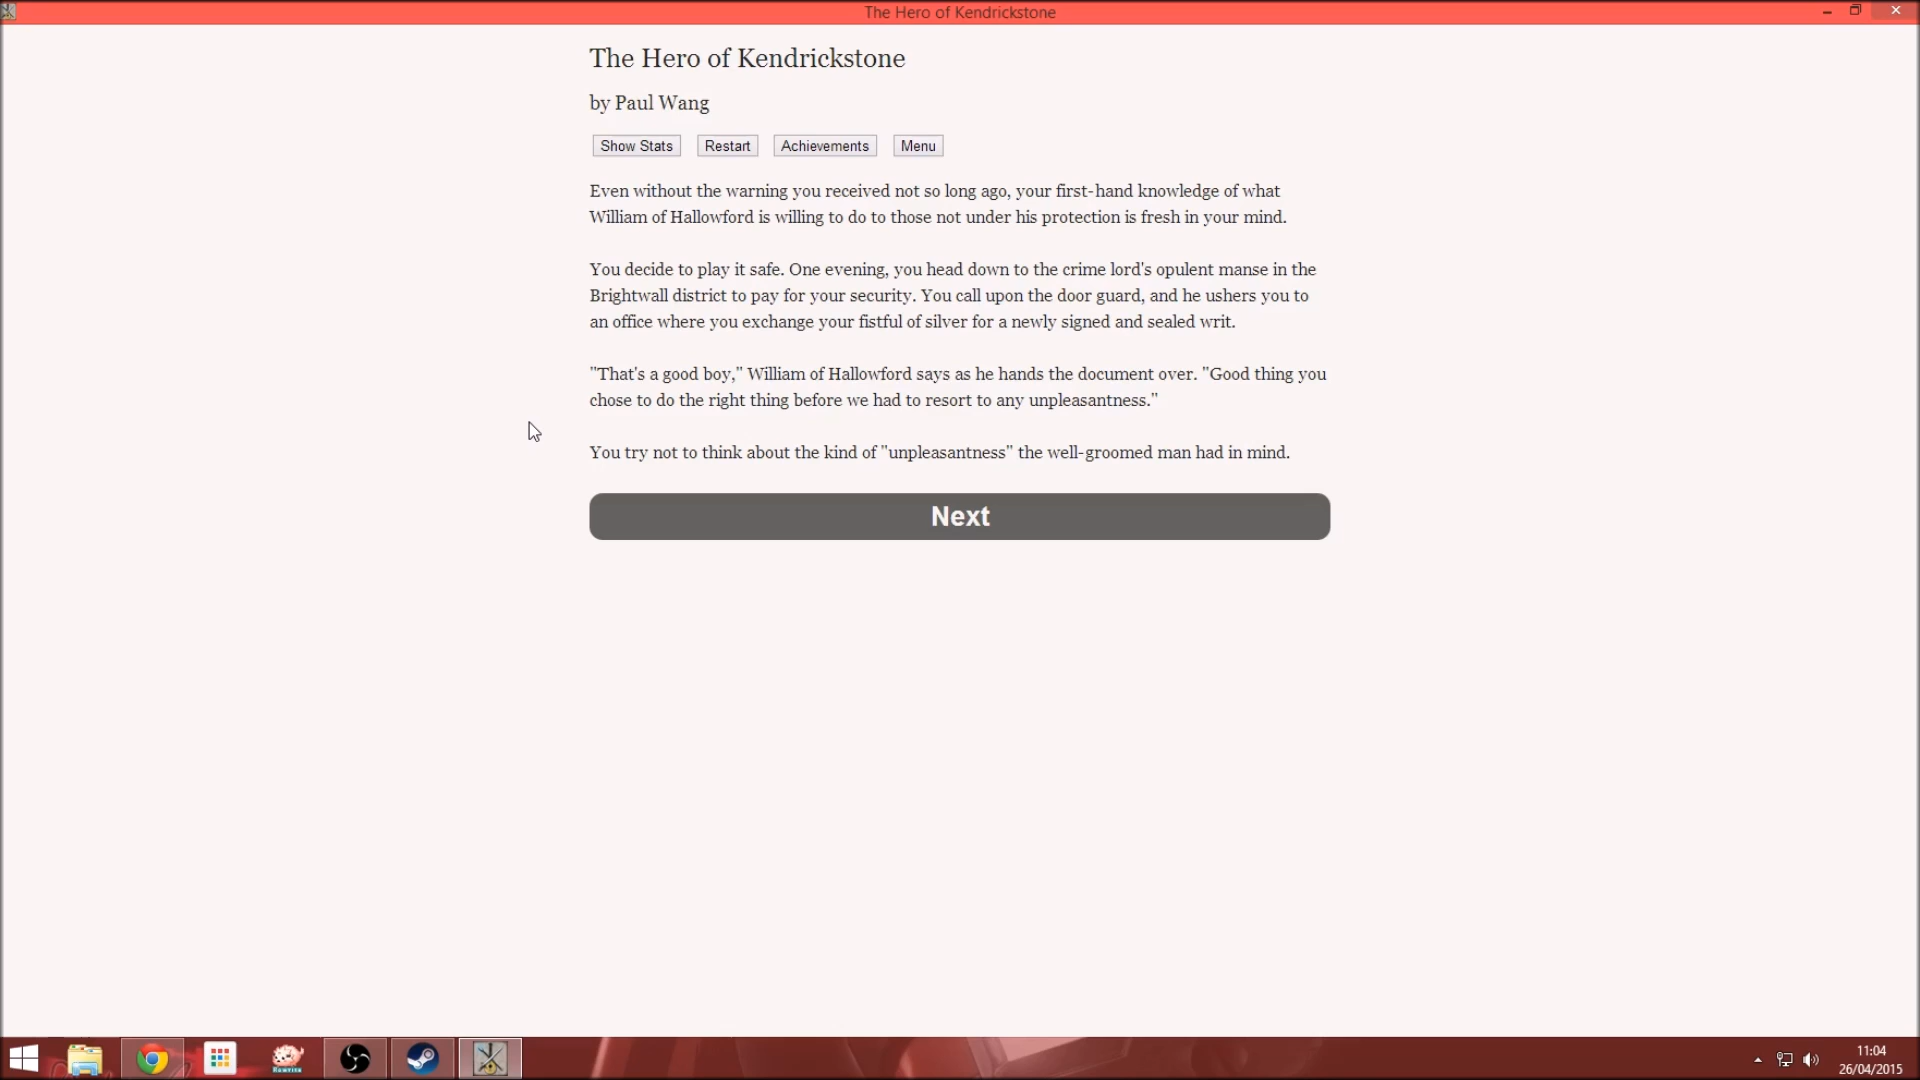 The Hero of Kendrickstone
The Hero of Kendrickstone
by Paul Wang
Show Stats Restart Achievements Menu
Even without the warning you received not so long ago, your first-hand knowledge of what
William of Hallowford is willing to do to those not under his protection is fresh in your mind.
You decide to play it safe. One evening, you head down to the crime lord's opulent manse in the
Brightwall district to pay for your security. You call upon the door guard, and he ushers you to
an office where you exchange your fistful of silver for a newly signed and sealed writ.
"That's a good boy," William of Hallowford says as he hands the document over. "Good thing you
chose to do the right thing before we had to resort to any unpleasantness."
You try not to think about the kind of "unpleasantness" the well-groomed man had in mind.
Next
Rewrite
11:04
26/04/2015